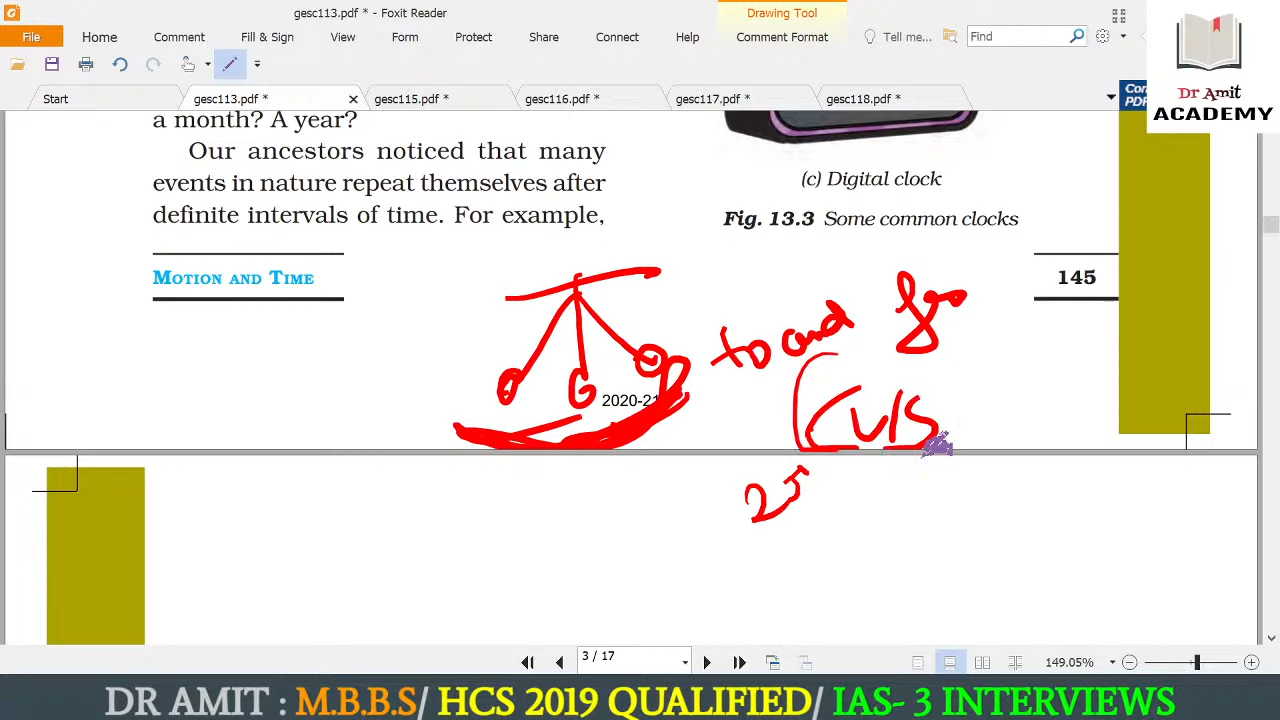 gesc113.pdf * - Foxit Reader
Drawing Tool
File Home Comment Fill & Sign View Form Protect Share Connect Help Comment Format Tell me... Find
Start gesc113.pdf * gesc115.pdf * gesc116.pdf * gesc117.pdf * gesc118.pdf *
Dr Amit
ACADEMY
a month? A year?
Our ancestors noticed that many
events in nature repeat themselves after
definite intervals of time. For example,
(c) Digital clock
Fig. 13.3 Some common clocks
MOTION AND TIME
145
to and fro
2020-21
3 / 17
149.05%
DR AMIT : M.B.B.S/ HCS 2019 QUALIFIED/ IAS- 3 INTERVIEWS